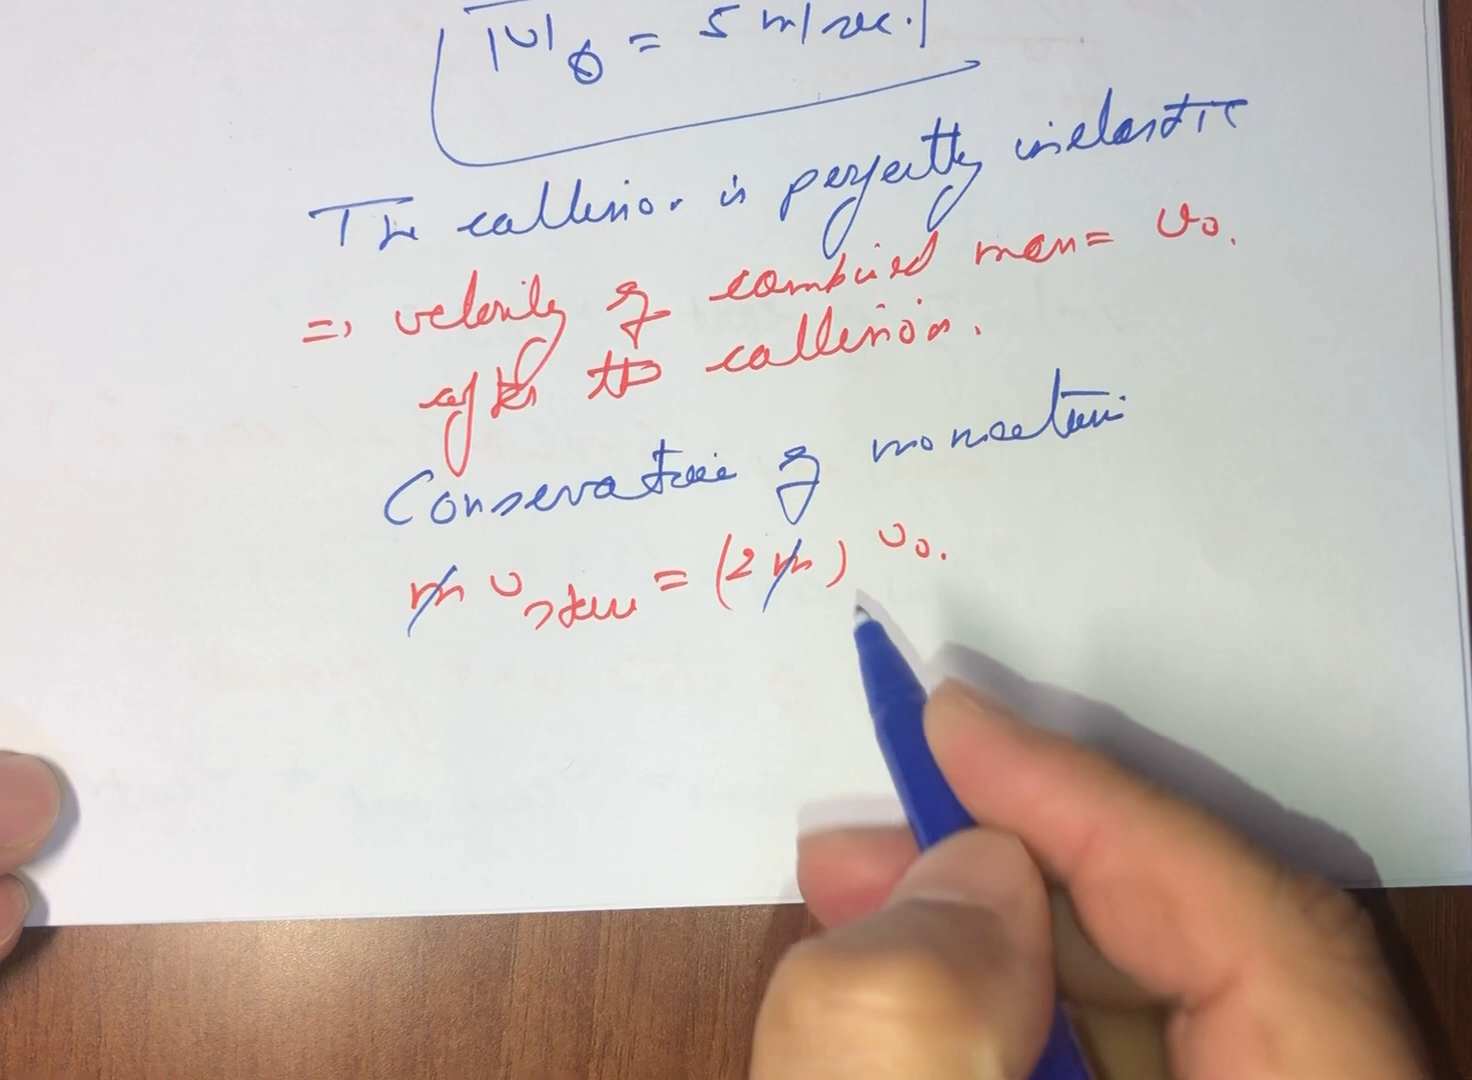 |v|₆ = 5 m/sec.
The collision is perfectly inelastic
⇒ velocity of combined mass = v₀.
after the collision.
Conservation of momentum
m v = (2m) v₀.